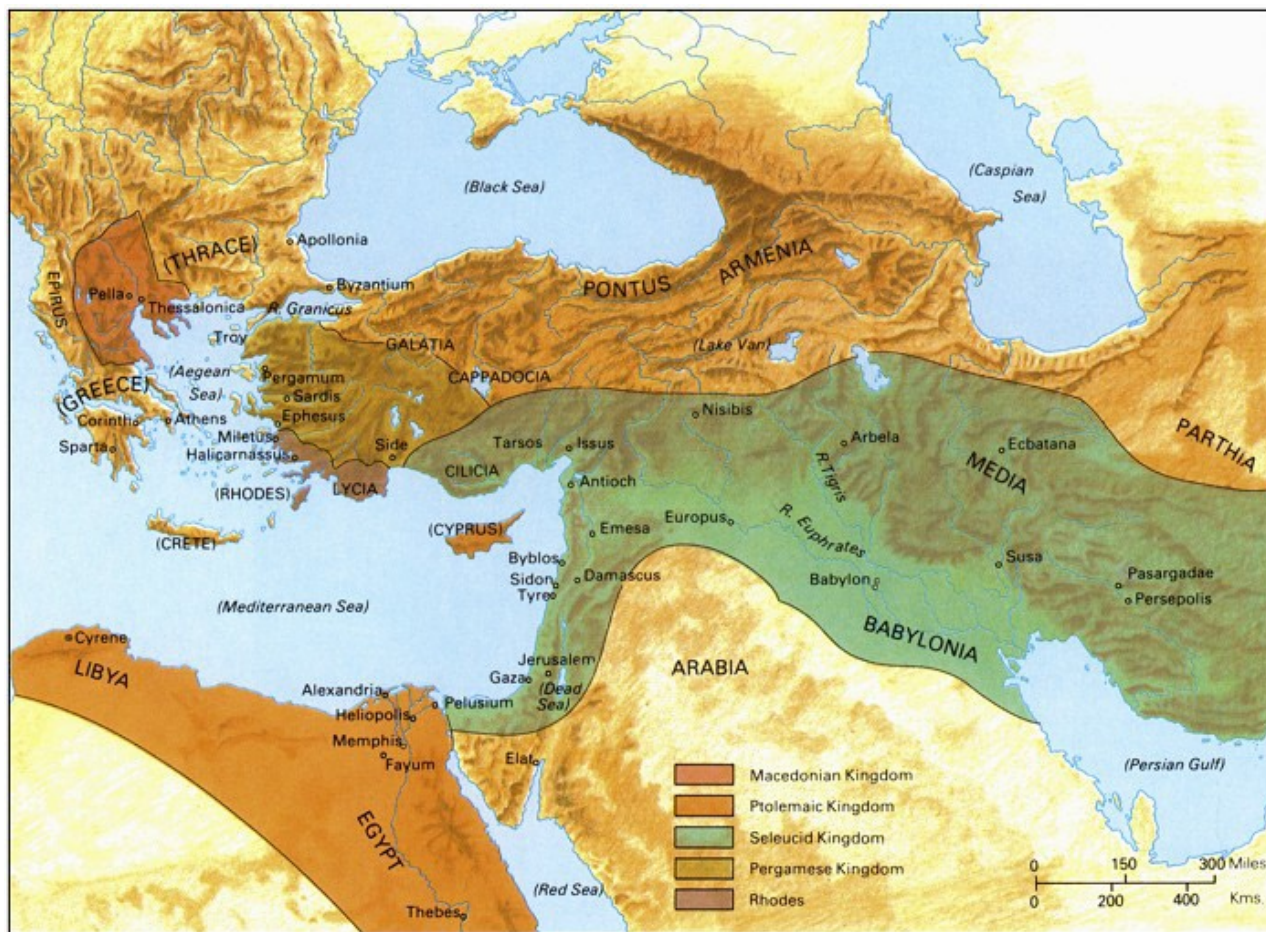 (Black Sea)
(Caspian
Sea)
(THRACE)
Apollonia
Byzantium
PONTUS
ARMENIA
EPIRUS
Pella
Thessalonica
R. Granicus
Troy
GALATIA
(Lake Van)
(Aegean
Sea)
Pergamum
CAPPADOCIA
(GREECE)
Sardis
Corinth
Athens
Ephesus
Nisibis
Sparta
Miletus
Halicarnassus
Side
Tarsos
Issus
Arbela
Ecbatana
PARTHIA
CILICIA
R.Tigris
MEDIA
(RHODES)
LYCIA
Antioch
(CRETE)
(CYPRUS)
Emesa
Europus
R. Euphrates
Byblos
Susa
Sidon
Damascus
Babylon
Pasargadae
Tyre
Persepolis
(Mediterranean Sea)
BABYLONIA
Cyrene
LIBYA
Jerusalem
ARABIA
Gaza
(Dead
Sea)
Alexandria
Pelusium
Heliopolis
Memphis
Fayum
Elat
(Persian Gulf)
EGYPT
Thebes
(Red Sea)
Macedonian Kingdom
Ptolemaic Kingdom
Seleucid Kingdom
Pergamese Kingdom
Rhodes
0 150 300 Miles
0 200 400 Kms.